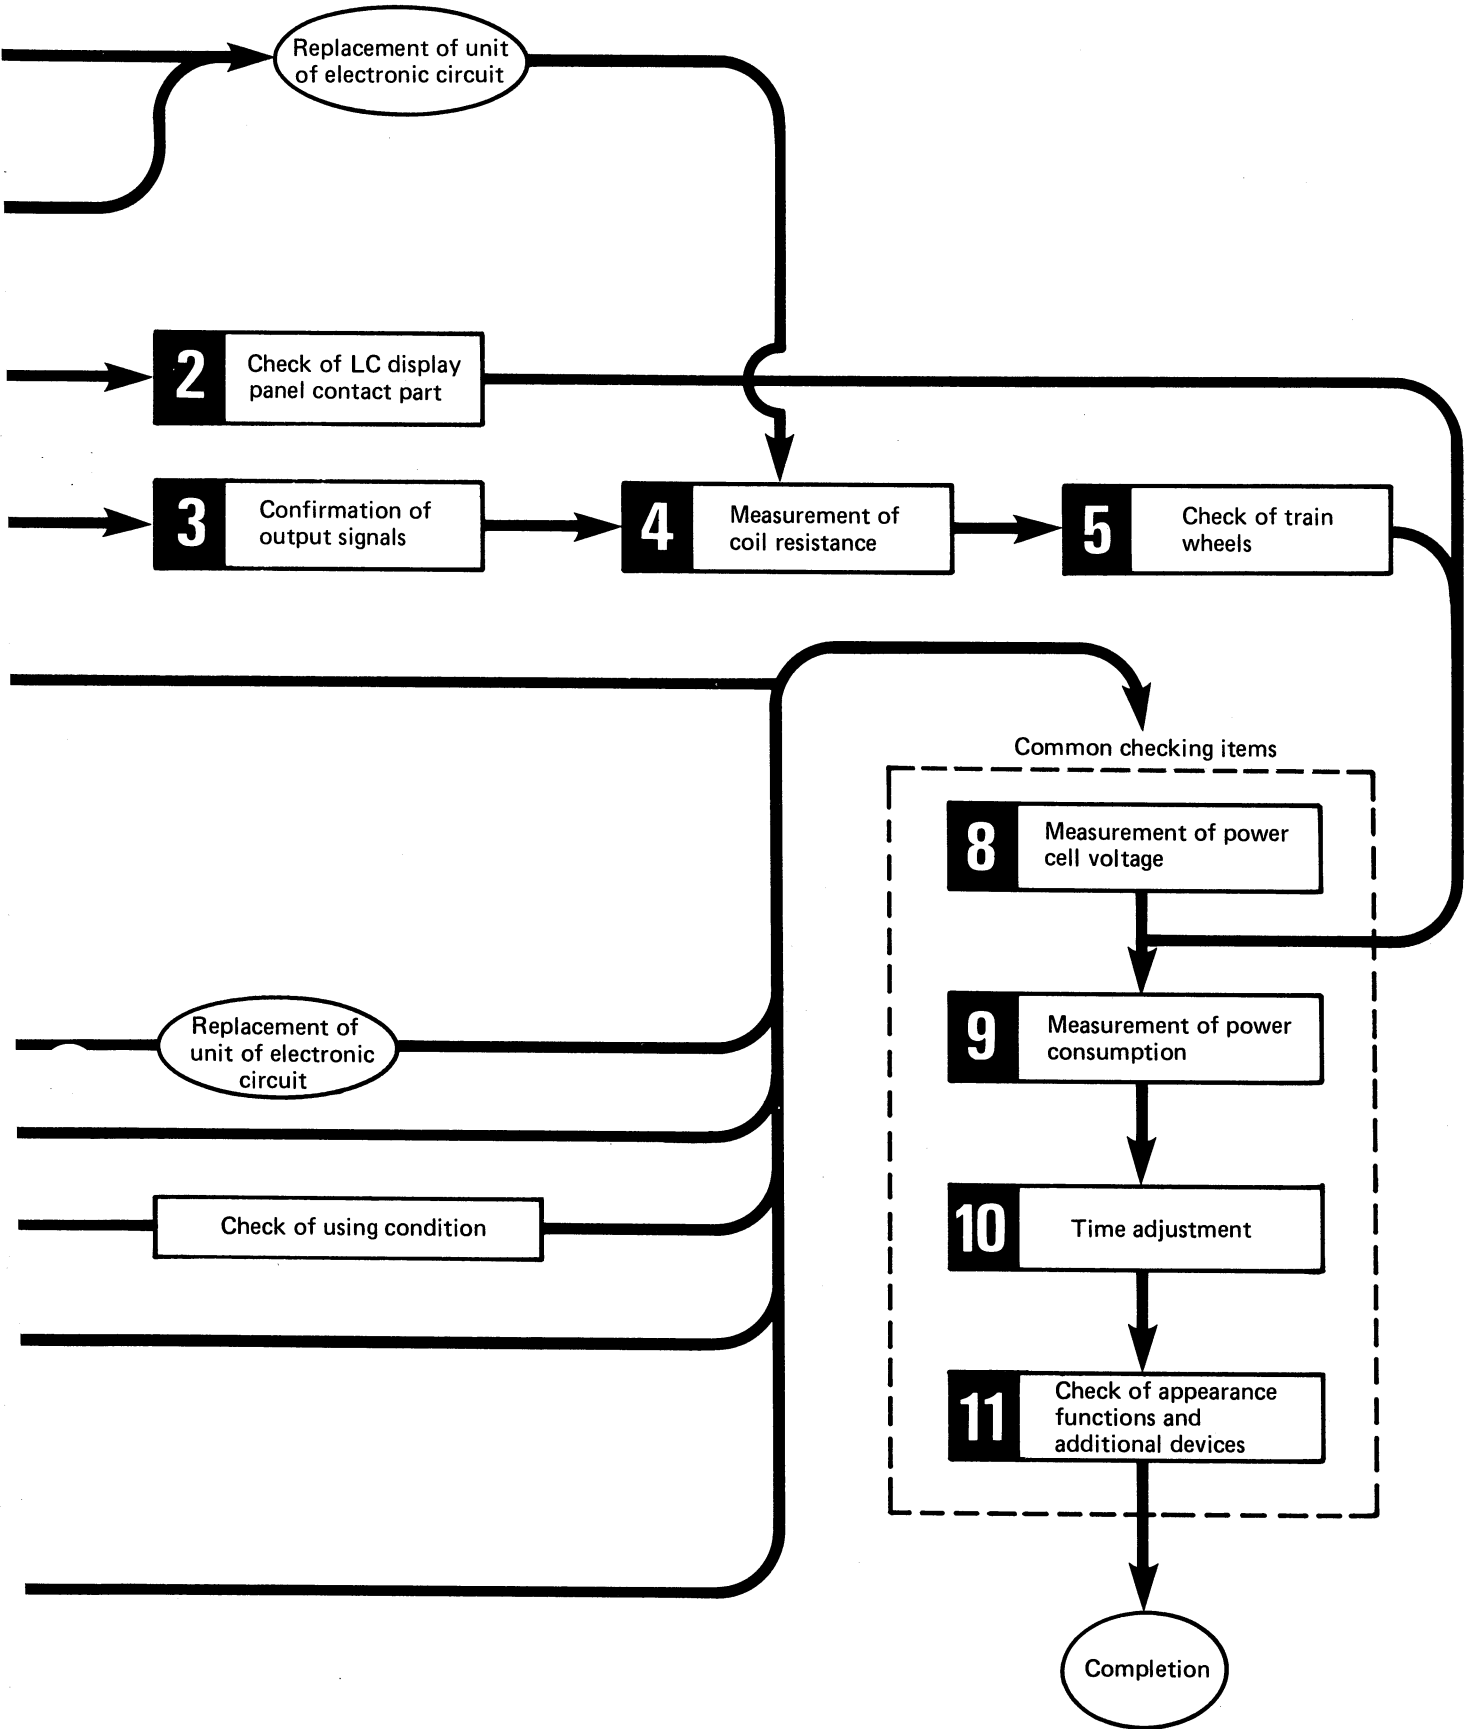 Replacement of unit
of electronic circuit
2
Check of LC display
panel contact part
3
Confirmation of
output signals
4
Measurement of
coil resistance
5
Check of train
wheels
Common checking items
8
Measurement of power
cell voltage
9
Measurement of power
consumption
Replacement of
unit of electronic
circuit
10
Time adjustment
Check of using condition
11
Check of appearance
functions and
additional devices
Completion